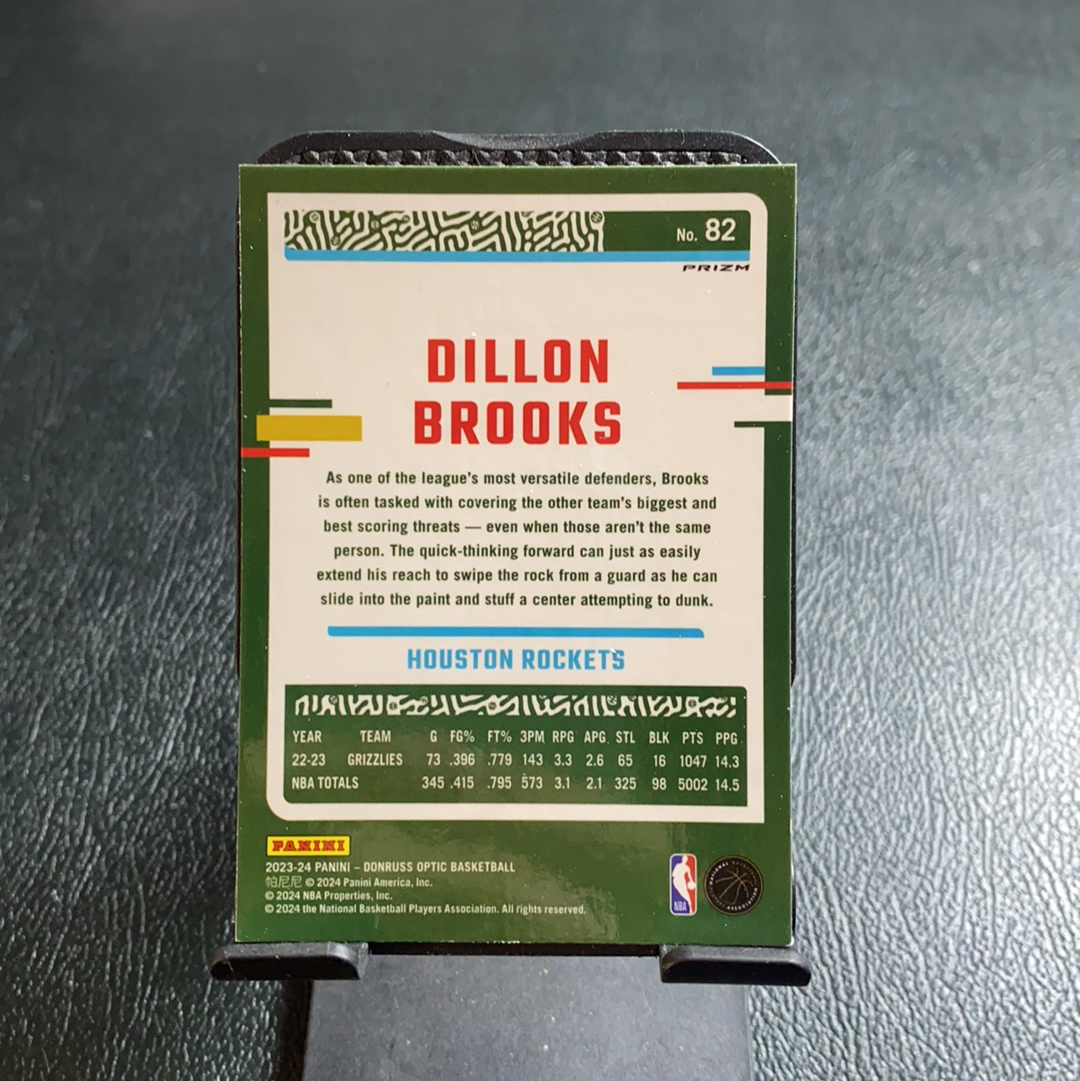 No. 82
PRIZM
DILLON
BROOKS
As one of the league's most versatile defenders, Brooks
is often tasked with covering the other team's biggest and
best scoring threats — even when those aren't the same
person. The quick-thinking forward can just as easily
extend his reach to swipe the rock from a guard as he can
slide into the paint and stuff a center attempting to dunk.
HOUSTON ROCKETS
YEAR TEAM G FG% FT% 3PM RPG APG STL BLK PTS PPG
22-23 GRIZZLIES 73 .396 .779 143 3.3 2.6 65 16 1047 14.3
NBA TOTALS 345 .415 .795 573 3.1 2.1 325 98 5002 14.5
PANINI
2023-24 PANINI – DONRUSS OPTIC BASKETBALL
帕尼尼 © 2024 Panini America, Inc.
© 2024 NBA Properties, Inc.
© 2024 the National Basketball Players Association. All rights reserved.
NBA
NATIONAL BASKETBALL
ASSOCIATION